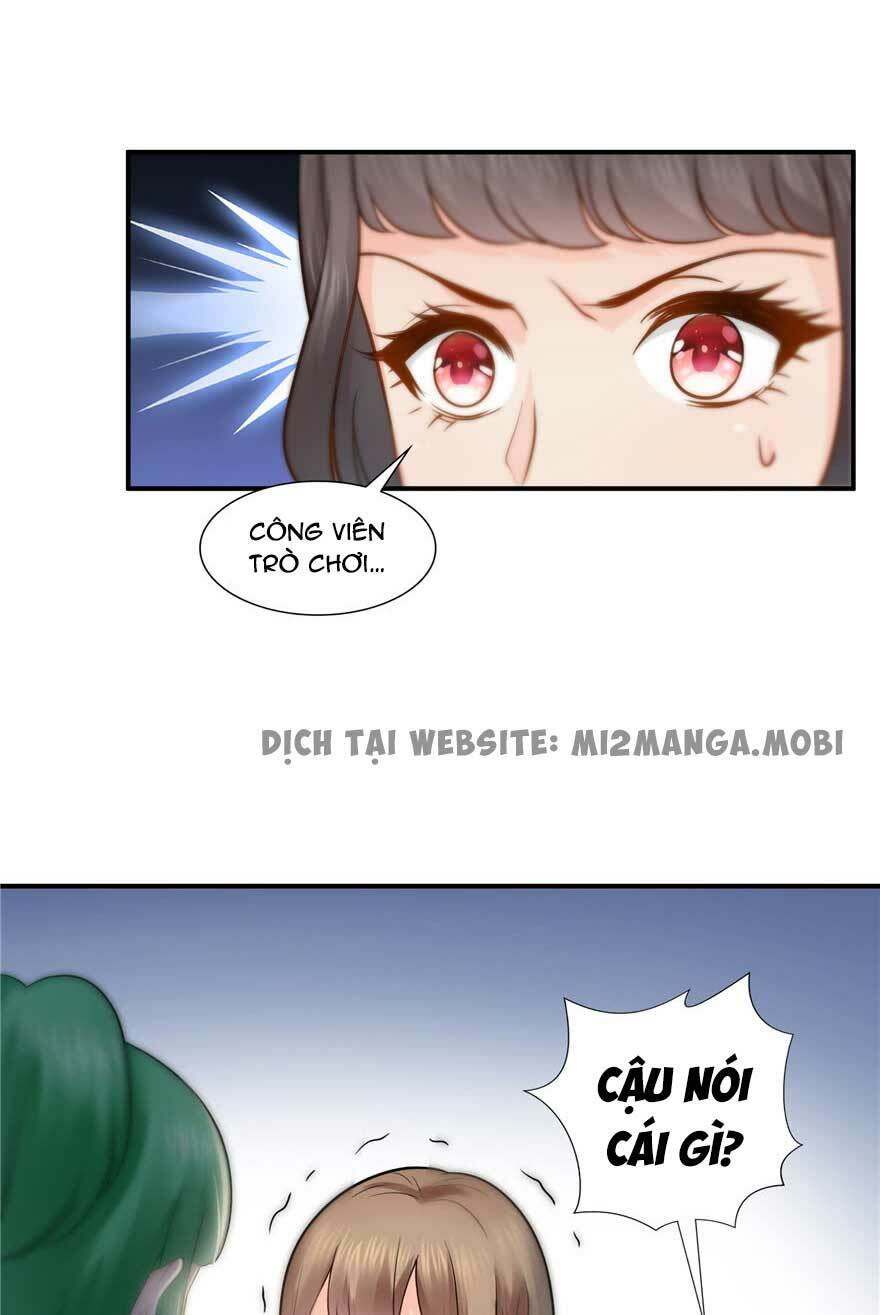 CÔNG VIÊN
TRÒ CHƠI...
DỊCH TẠI WEBSITE: MI2MANGA.MOBI
CẬU NÓI
CÁI GÌ?